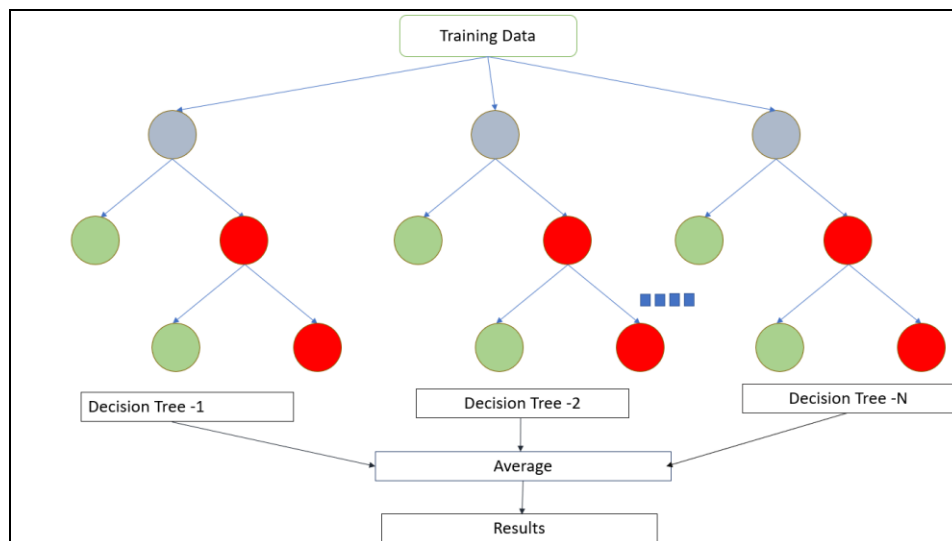 Training Data
Decision Tree -1
Decision Tree -2
Decision Tree -N
Average
Results